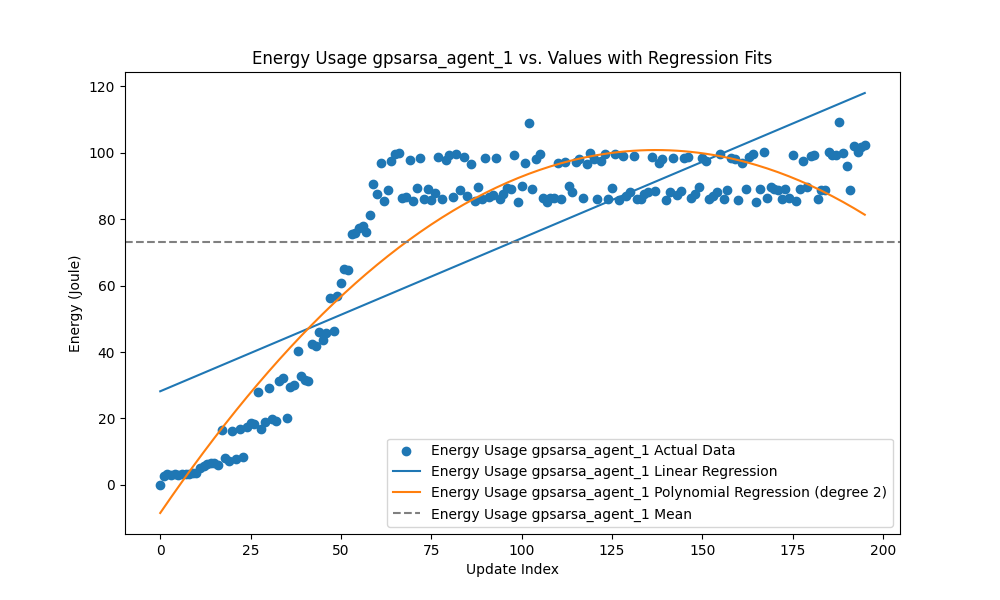 Energy Usage gpsarsa_agent_1 vs. Values with Regression Fits
120
100
80
60
40
20
0
Energy (Joule)
Energy Usage gpsarsa_agent_1 Actual Data
Energy Usage gpsarsa_agent_1 Linear Regression
Energy Usage gpsarsa_agent_1 Polynomial Regression (degree 2)
Energy Usage gpsarsa_agent_1 Mean
0 25 50 75 100 125 150 175 200
Update Index